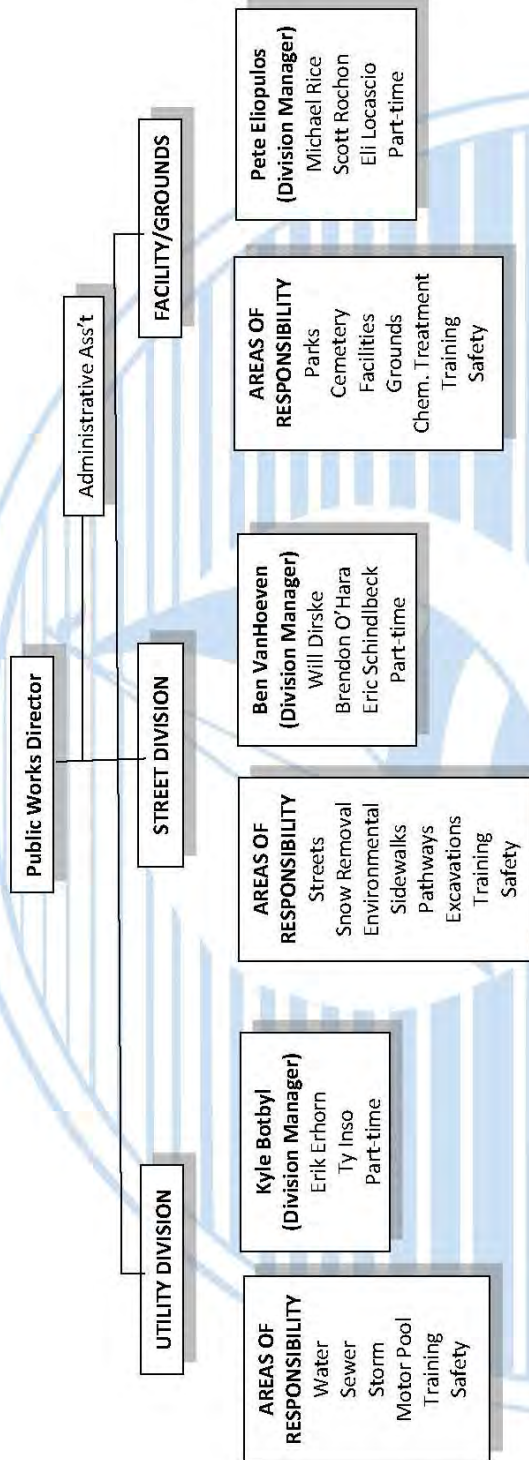 Public Works Director
Administrative Ass't
UTILITY DIVISION
STREET DIVISION
FACILITY/GROUNDS
AREAS OF
RESPONSIBILITY
Water
Sewer
Storm
Motor Pool
Training
Safety
Kyle Botbyl
(Division Manager)
Erik Erhorn
Ty Inso
Part-time
AREAS OF
RESPONSIBILITY
Streets
Snow Removal
Environmental
Sidewalks
Pathways
Excavations
Training
Safety
Ben VanHoeven
(Division Manager)
Will Dirske
Brendon O'Hara
Eric Schindlbeck
Part-time
AREAS OF
RESPONSIBILITY
Parks
Cemetery
Facilities
Grounds
Chem. Treatment
Training
Safety
Pete Eliopulos
(Division Manager)
Michael Rice
Scott Rochon
Eli Locascio
Part-time